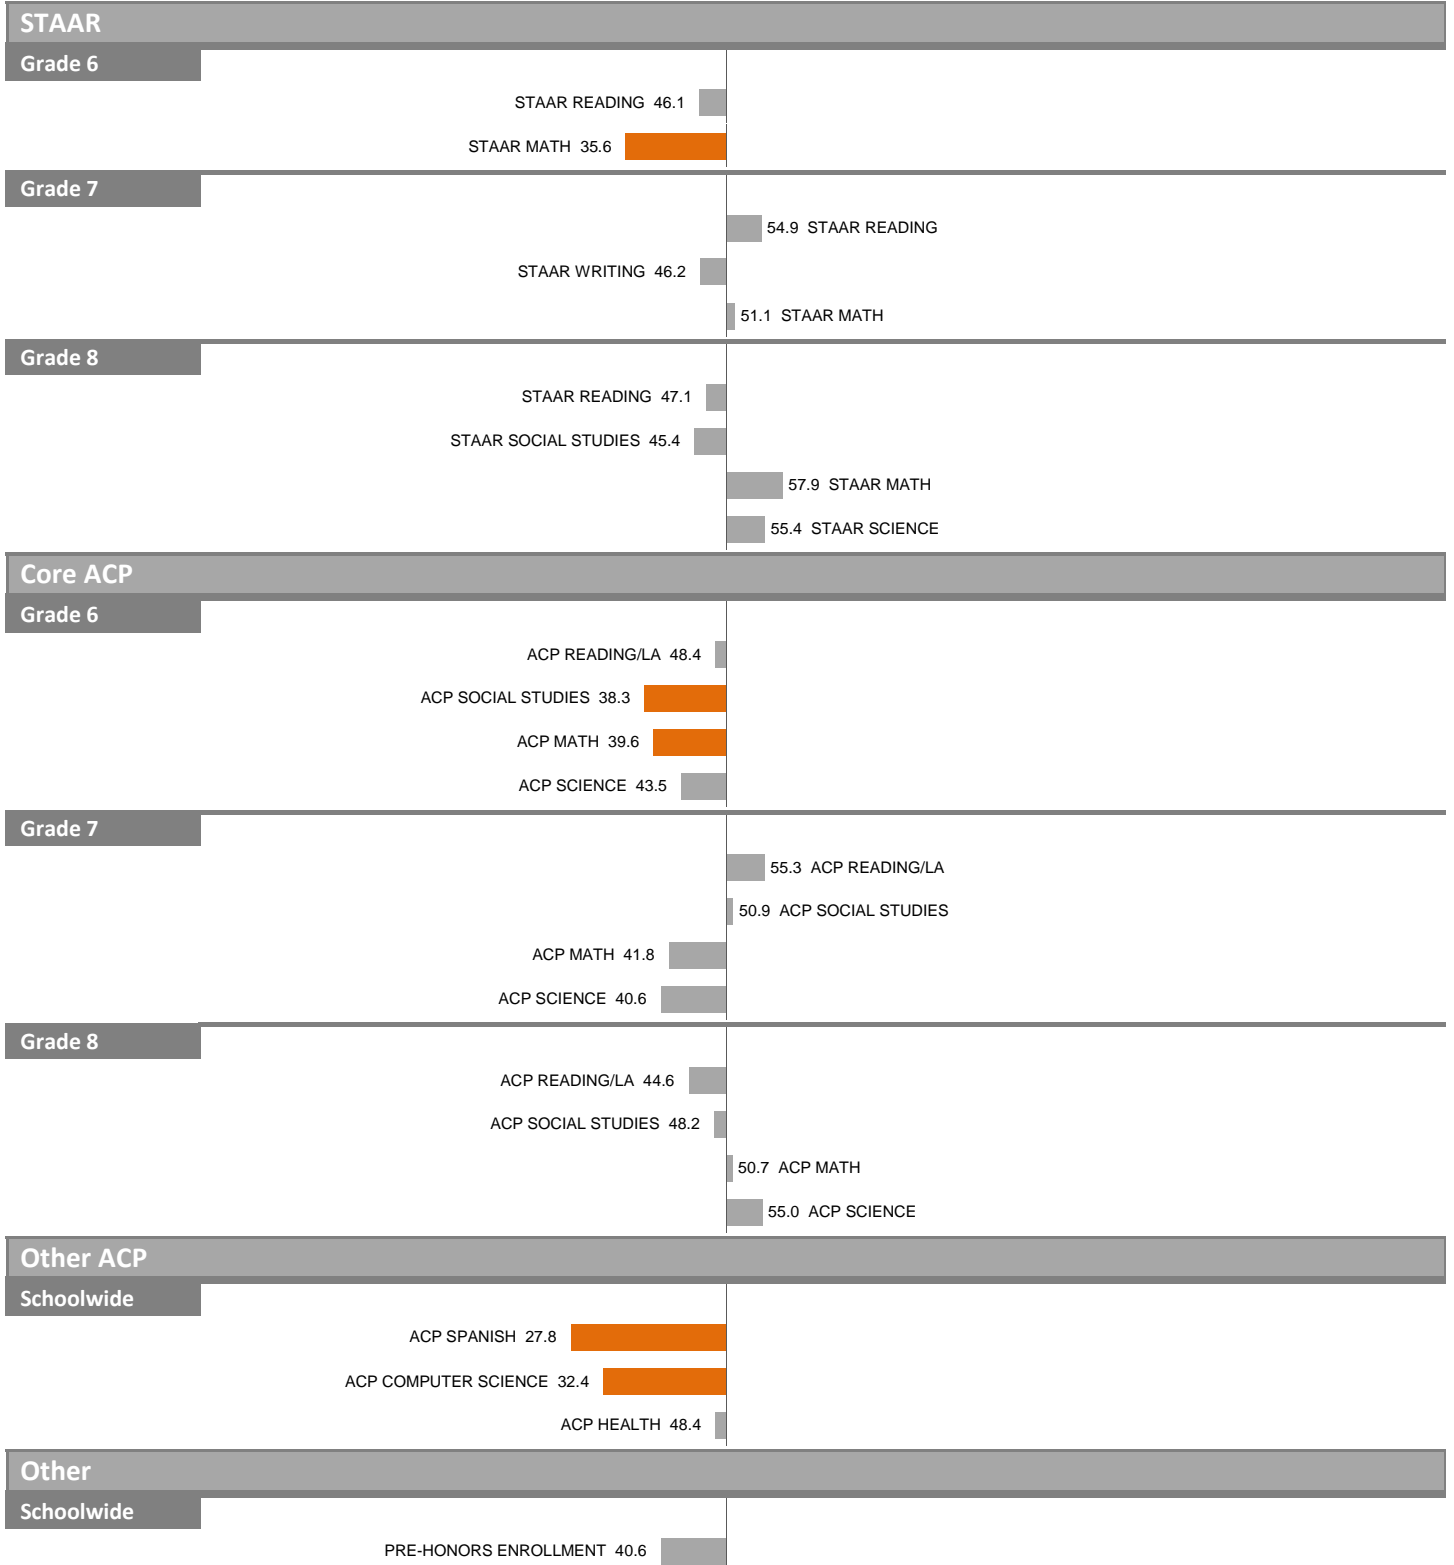 STAAR
Grade 6
STAAR READING 46.1
STAAR MATH 35.6
Grade 7
54.9 STAAR READING
STAAR WRITING 46.2
51.1 STAAR MATH
Grade 8
STAAR READING 47.1
STAAR SOCIAL STUDIES 45.4
57.9 STAAR MATH
55.4 STAAR SCIENCE
Core ACP
Grade 6
ACP READING/LA 48.4
ACP SOCIAL STUDIES 38.3
ACP MATH 39.6
ACP SCIENCE 43.5
Grade 7
55.3 ACP READING/LA
50.9 ACP SOCIAL STUDIES
ACP MATH 41.8
ACP SCIENCE 40.6
Grade 8
ACP READING/LA 44.6
ACP SOCIAL STUDIES 48.2
50.7 ACP MATH
55.0 ACP SCIENCE
Other ACP
Schoolwide
ACP SPANISH 27.8
ACP COMPUTER SCIENCE 32.4
ACP HEALTH 48.4
Other
Schoolwide
PRE-HONORS ENROLLMENT 40.6